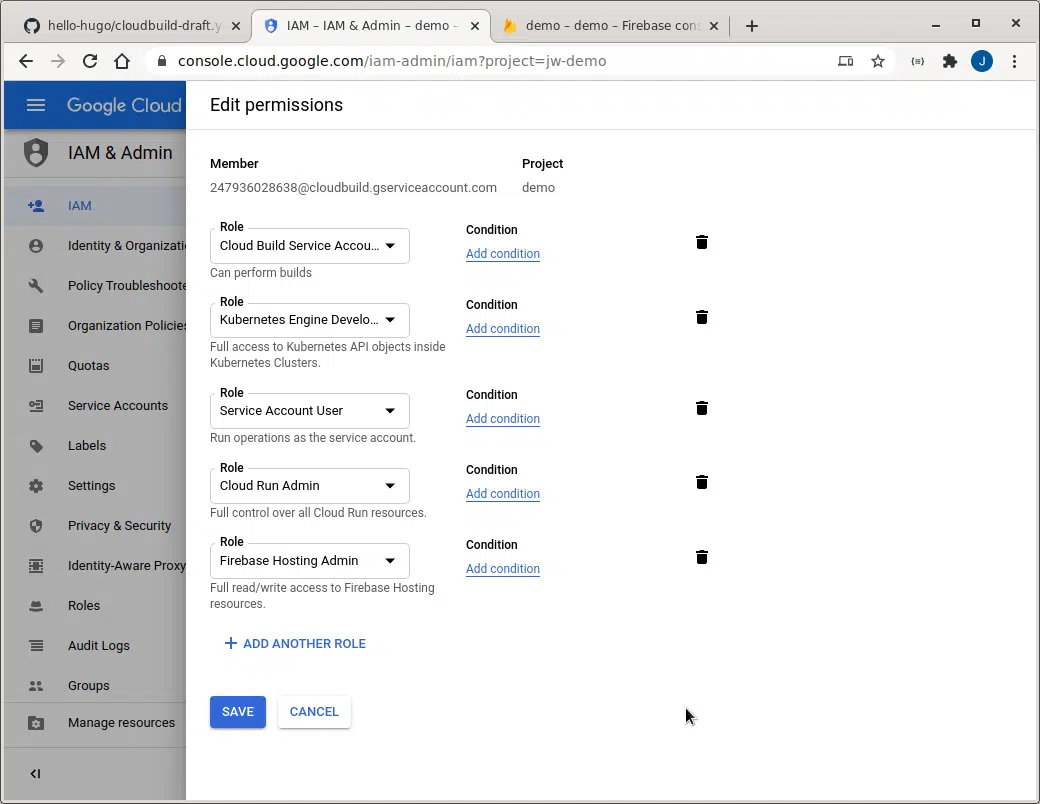 hello-hugo/cloudbuild-draft.y
IAM – IAM & Admin – demo –
demo – demo – Firebase cons
console.cloud.google.com/iam-admin/iam?project=jw-demo
J
Google Cloud
Edit permissions
IAM & Admin
Member
Project
247936028638@cloudbuild.gserviceaccount.com
demo
IAM
Identity & Organizati
Policy Troubleshoote
Organization Policies
Quotas
Service Accounts
Labels
Settings
Privacy & Security
Identity-Aware Proxy
Roles
Audit Logs
Groups
Manage resources
Role
Cloud Build Service Accou...
Can perform builds
Condition
Add condition
Role
Kubernetes Engine Develo...
Full access to Kubernetes API objects inside
Kubernetes Clusters.
Condition
Add condition
Role
Service Account User
Run operations as the service account.
Condition
Add condition
Role
Cloud Run Admin
Full control over all Cloud Run resources.
Condition
Add condition
Role
Firebase Hosting Admin
Full read/write access to Firebase Hosting
resources.
Condition
Add condition
ADD ANOTHER ROLE
SAVE
CANCEL